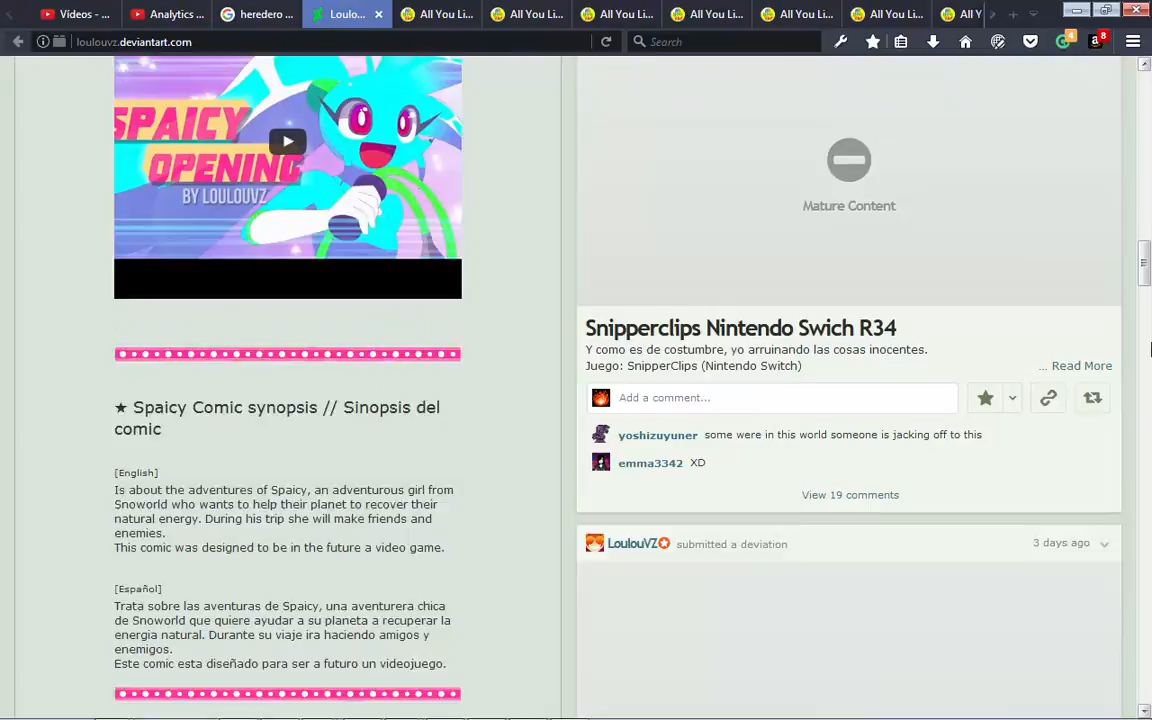 Vídeos - ...
Analytics ...
heredero ...
Loulo...
All You Li...
All You Li...
All You Li...
All You Li...
All You Li...
All You Li...
All Y
loulouvz.deviantart.com
Search
4
8
SPAICY
OPENING
BY LOULOUVZ
★ Spaicy Comic synopsis // Sinopsis del
comic
[English]
Is about the adventures of Spaicy, an adventurous girl from
Snoworld who wants to help their planet to recover their
natural energy. During his trip she will make friends and
enemies.
This comic was designed to be in the future a video game.
[Español]
Trata sobre las aventuras de Spaicy, una aventurera chica
de Snoworld que quiere ayudar a su planeta a recuperar la
energia natural. Durante su viaje ira haciendo amigos y
enemigos.
Este comic esta diseñado para ser a futuro un videojuego.
Mature Content
Snipperclips Nintendo Swich R34
Y como es de costumbre, yo arruinando las cosas inocentes.
Juego: SnipperClips (Nintendo Switch) ... Read More
Add a comment...
yoshizuyuner some were in this world someone is jacking off to this
emma3342 XD
View 19 comments
LoulouVZ submitted a deviation 3 days ago